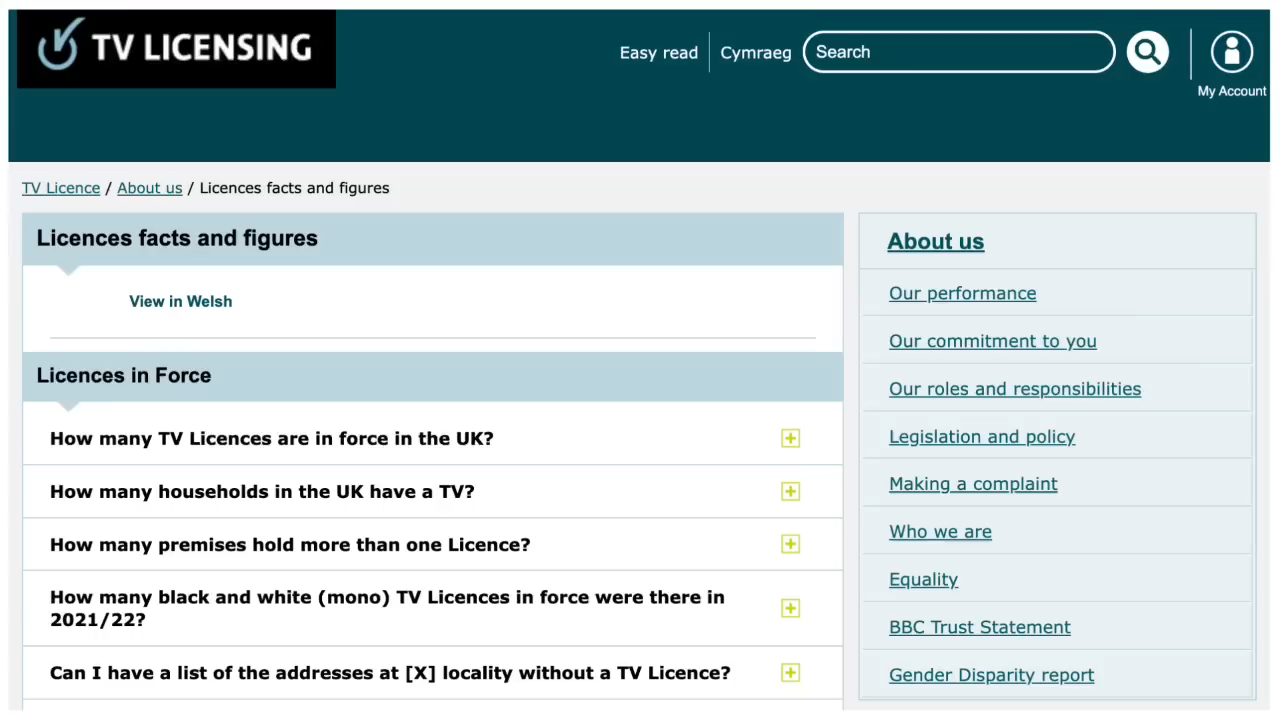 TV LICENSING
Easy read
Cymraeg
Search
My Account
TV Licence / About us / Licences facts and figures
Licences facts and figures
View in Welsh
Licences in Force
How many TV Licences are in force in the UK?
How many households in the UK have a TV?
How many premises hold more than one Licence?
How many black and white (mono) TV Licences in force were there in
2021/22?
Can I have a list of the addresses at [X] locality without a TV Licence?
About us
Our performance
Our commitment to you
Our roles and responsibilities
Legislation and policy
Making a complaint
Who we are
Equality
BBC Trust Statement
Gender Disparity report